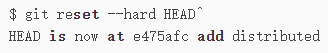 $ git reset --hard HEAD^
HEAD is now at e475afc add distributed